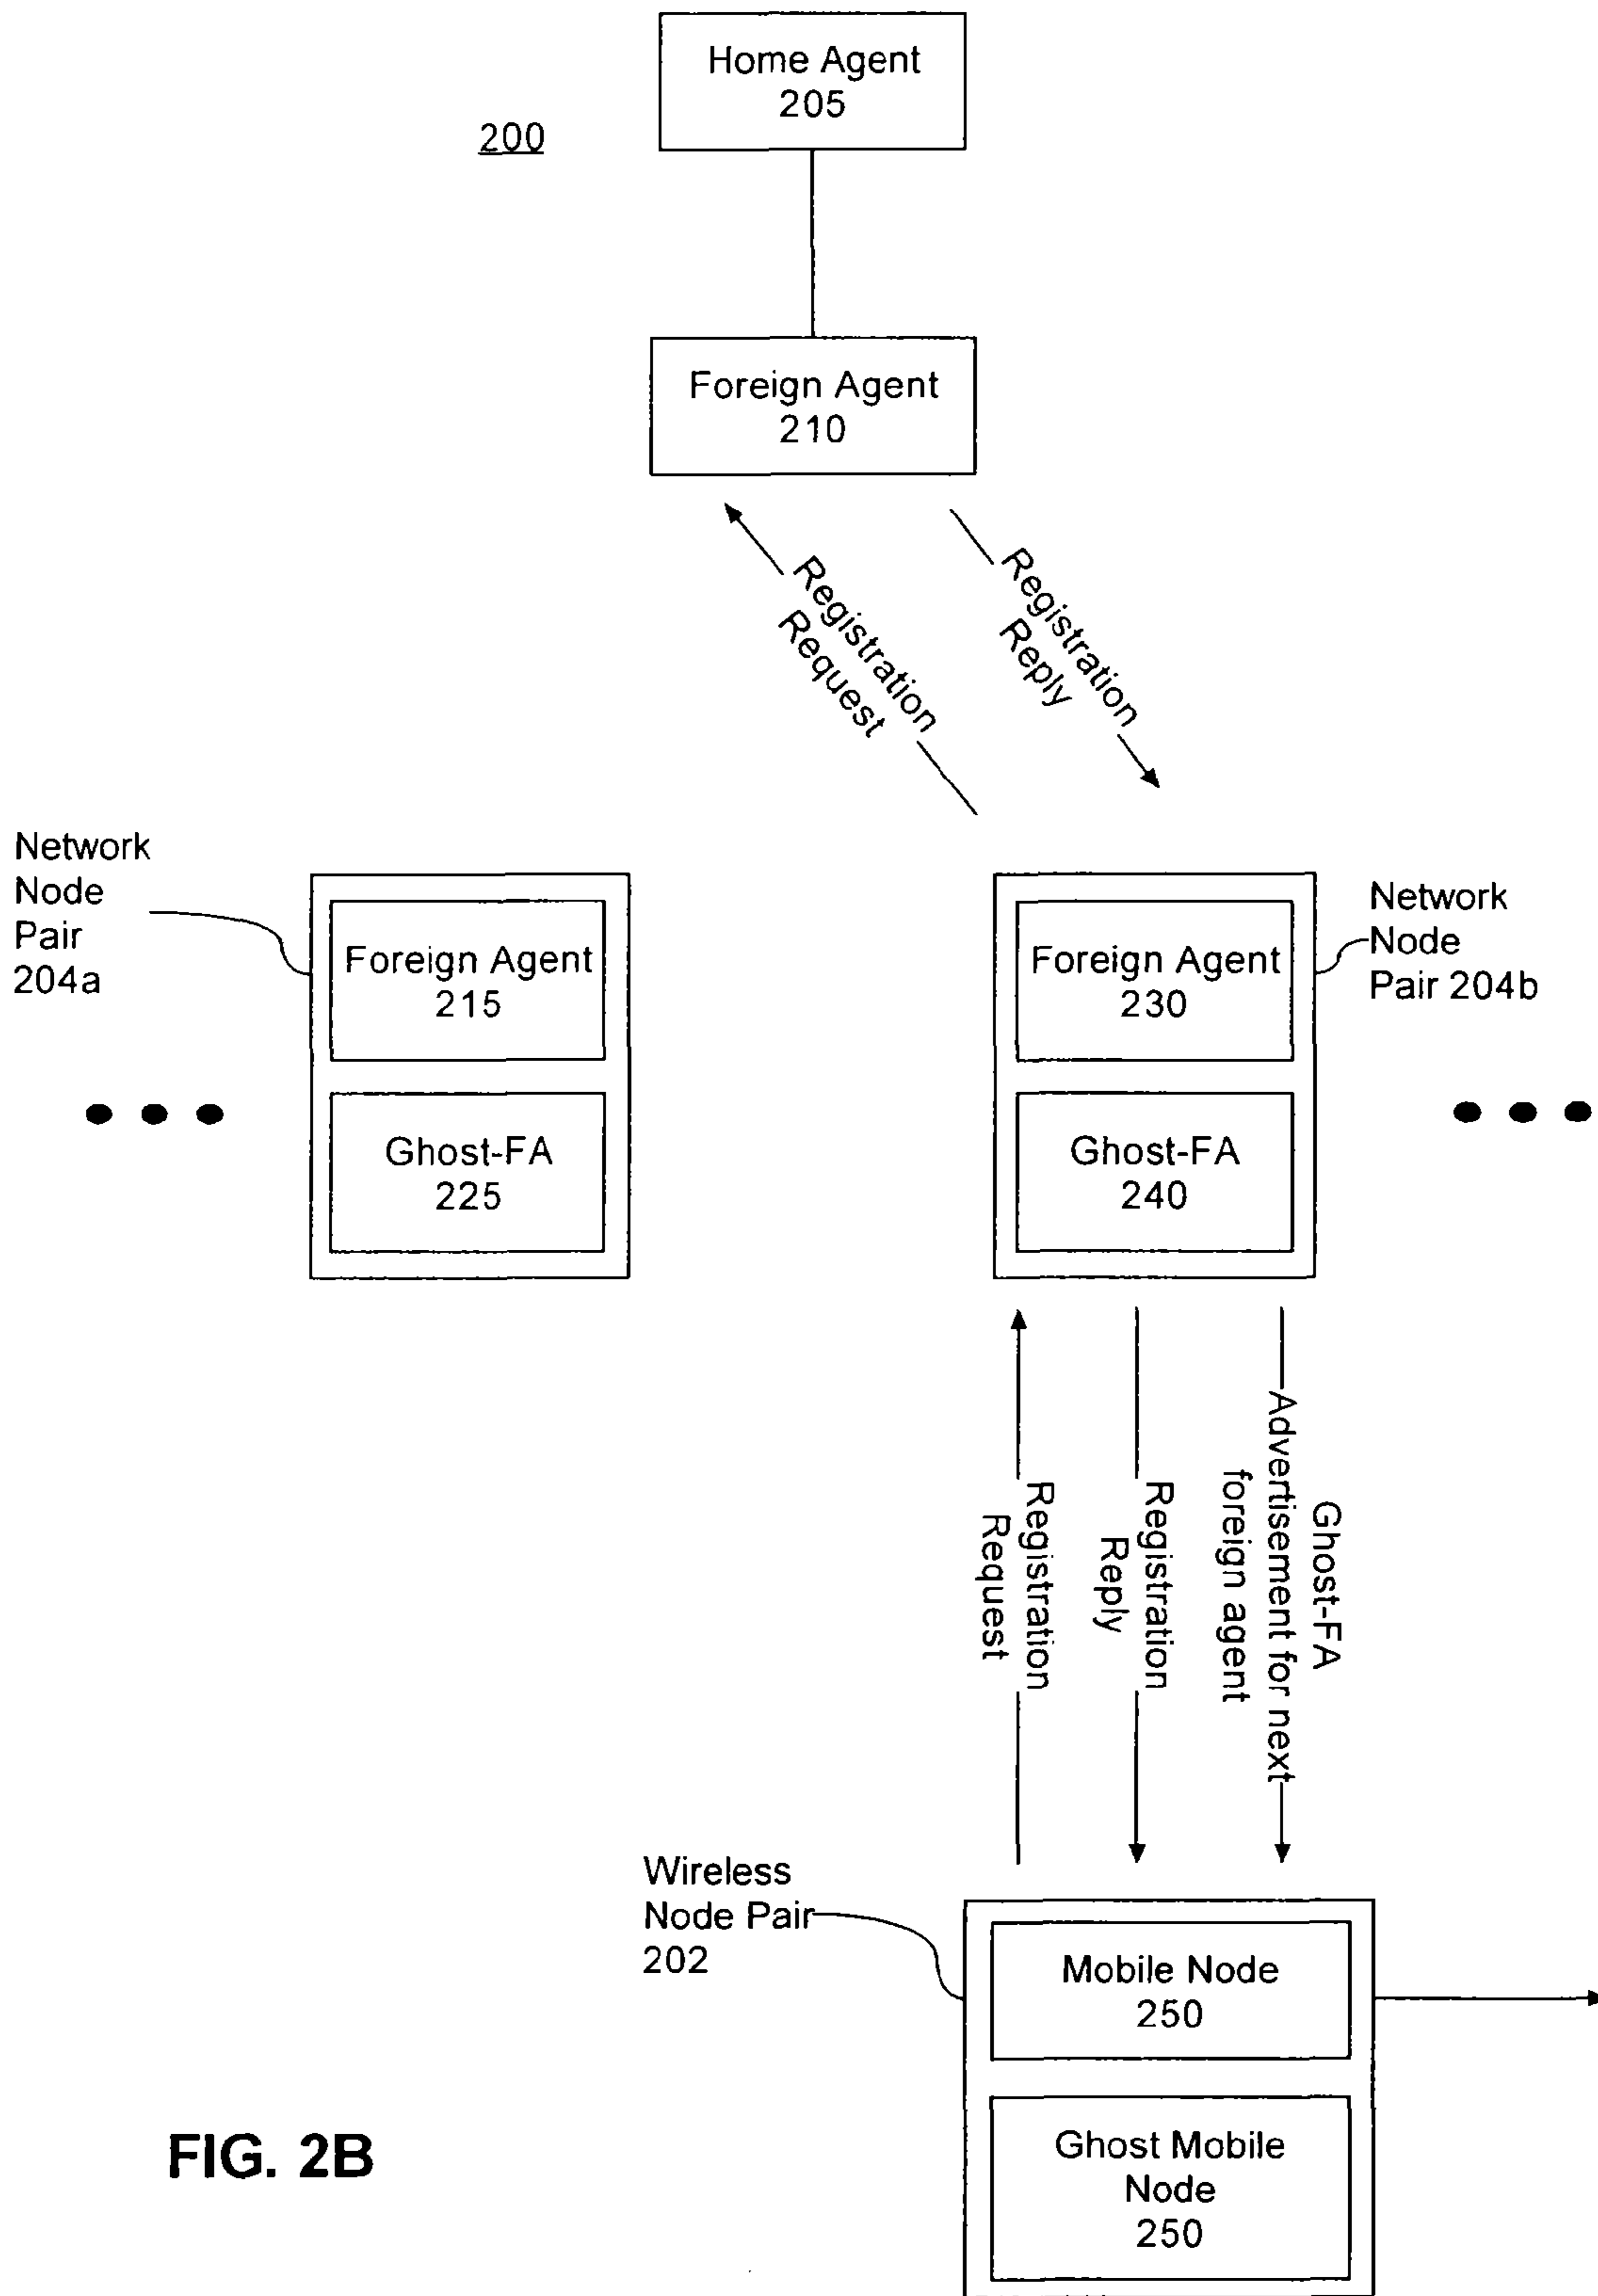 Home Agent
205
200
Foreign Agent
210
Registration
Request
Registration
Reply
Network
Node
Pair
204a
Foreign Agent
215
Ghost-FA
225
Foreign Agent
230
Ghost-FA
240
Network
Node
Pair 204b
Registration
Request
Registration
Reply
Ghost-FA
Advertisement for next
foreign agent
Wireless
Node Pair
202
Mobile Node
250
Ghost Mobile
Node
250
FIG. 2B